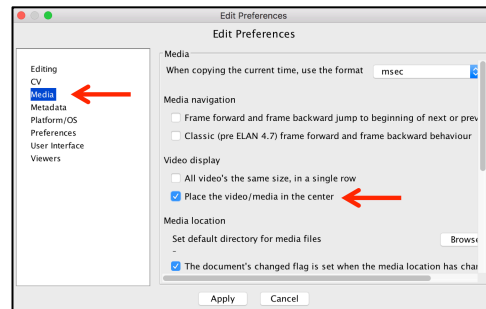 Edit Preferences
Edit Preferences
Editing
CV
Media
Metadata
Platform/OS
Preferences
User Interface
Viewers
Media
When copying the current time, use the format msec
Media navigation
Frame forward and frame backward jump to beginning of next or prev
Classic (pre ELAN 4.7) frame forward and frame backward behaviour
Video display
All video's the same size, in a single row
Place the video/media in the center
Media location
Set default directory for media files Browse
-
The document's changed flag is set when the media location has chan
Apply Cancel